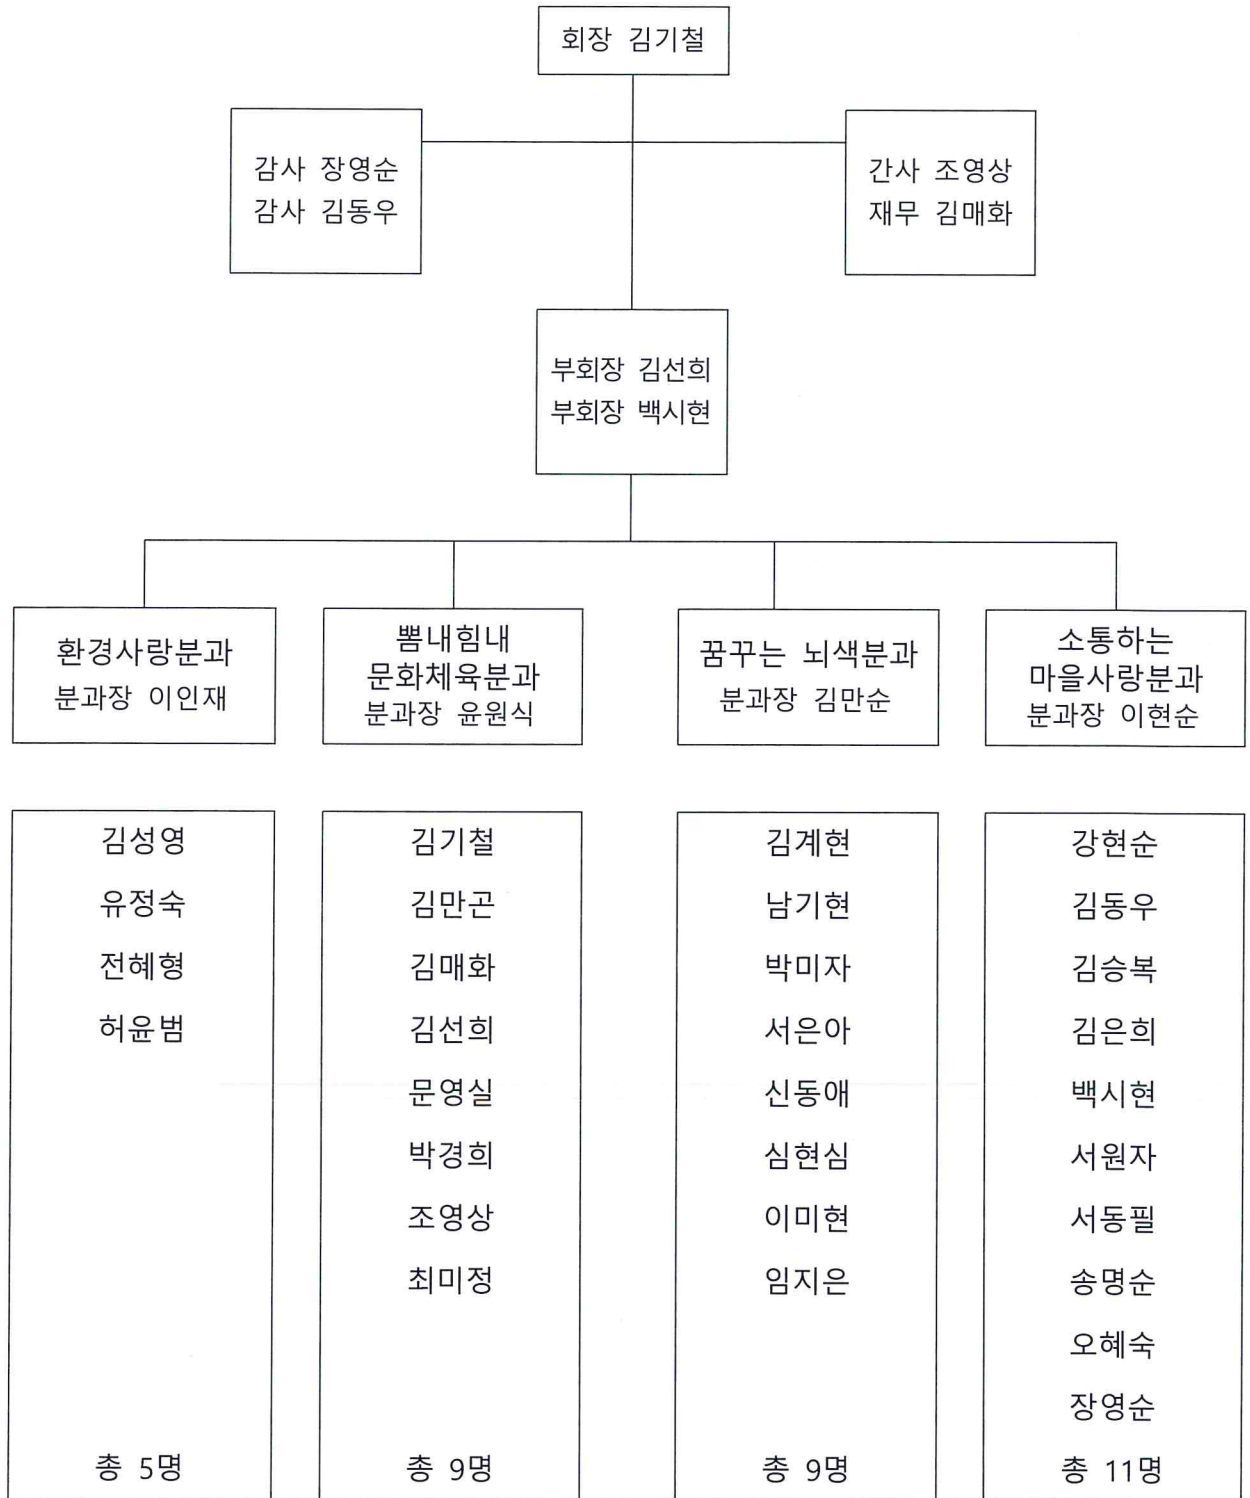 회장 김기철
감사 장영순
감사 김동우
간사 조영상
재무 김매화
부회장 김선희
부회장 백시현
환경사랑분과
분과장 이인재
뽐내힘내
문화체육분과
분과장 윤원식
꿈꾸는 뇌색분과
분과장 김만순
소통하는
마을사랑분과
분과장 이현순
김성영
유정숙
전혜형
허윤범
총 5명
김기철
김만곤
김매화
김선희
문영실
박경희
조영상
최미정
총 9명
김계현
남기현
박미자
서은아
신동애
심현심
이미현
임지은
총 9명
강현순
김동우
김승복
김은희
백시현
서원자
서동필
송명순
오혜숙
장영순
총 11명